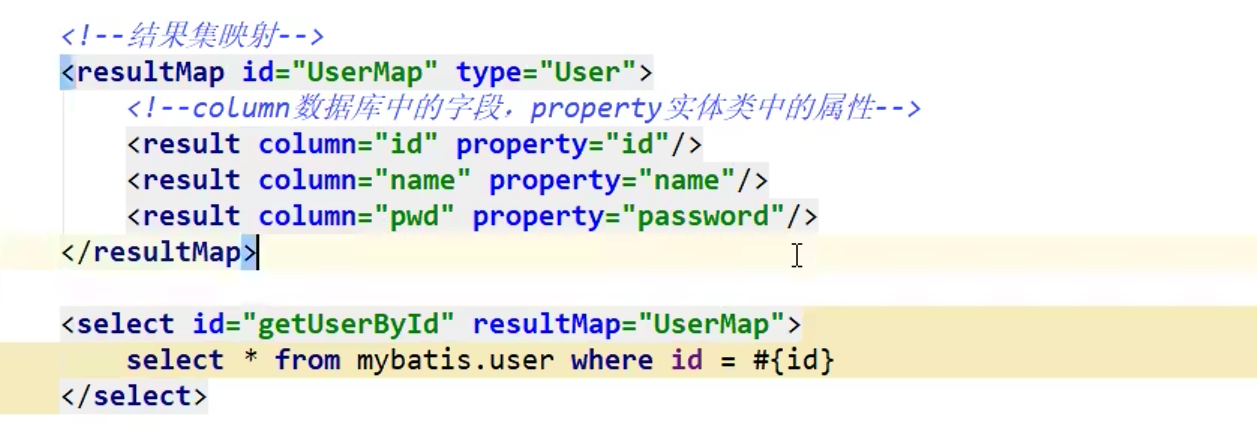 <!--结果集映射-->
<resultMap id="UserMap" type="User">
<!--column数据库中的字段，property实体类中的属性-->
<result column="id" property="id"/>
<result column="name" property="name"/>
<result column="pwd" property="password"/>
</resultMap>
<select id="getUserById" resultMap="UserMap">
select * from mybatis.user where id = #{id}
</select>